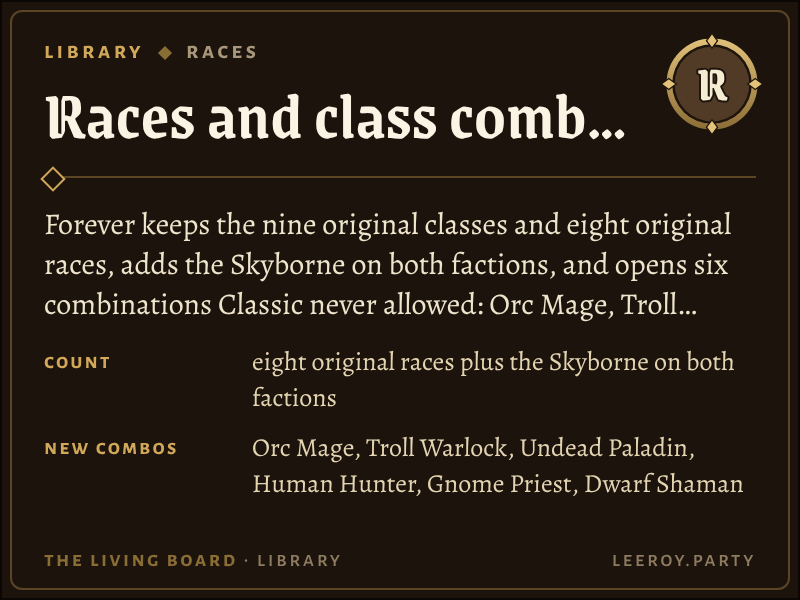 LIBRARY ◆ RACES
Races and class comb…
R
Forever keeps the nine original classes and eight original
races, adds the Skyborne on both factions, and opens six
combinations Classic never allowed: Orc Mage, Troll…
COUNT
eight original races plus the Skyborne on both
factions
NEW COMBOS
Orc Mage, Troll Warlock, Undead Paladin,
Human Hunter, Gnome Priest, Dwarf Shaman
THE LIVING BOARD · LIBRARY
LEEROY.PARTY